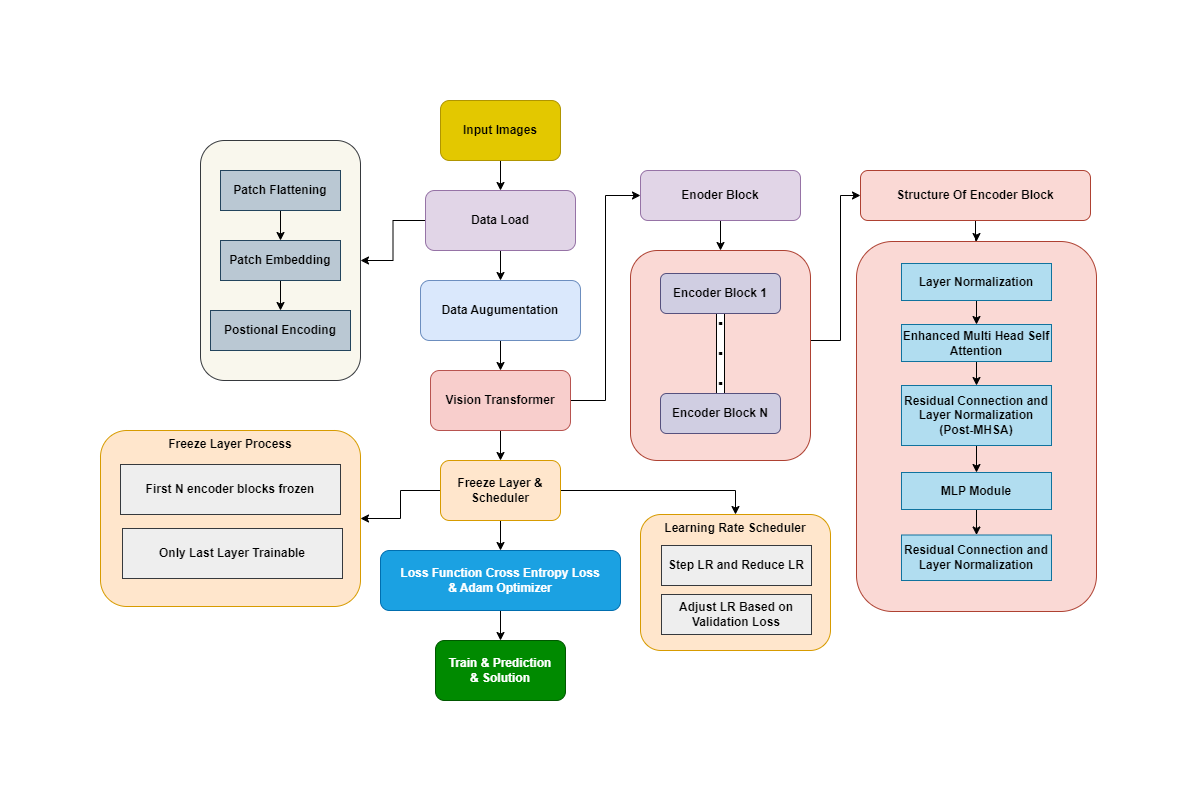 Input Images
Patch Flattening
Data Load
Patch Embedding
Postional Encoding
Data Augumentation
Vision Transformer
Enoder Block
Encoder Block 1
Encoder Block N
Structure Of Encoder Block
Layer Normalization
Enhanced Multi Head Self
Attention
Residual Connection and
Layer Normalization
(Post-MHSA)
MLP Module
Residual Connection and
Layer Normalization
Freeze Layer Process
First N encoder blocks frozen
Only Last Layer Trainable
Freeze Layer &
Scheduler
Learning Rate Scheduler
Step LR and Reduce LR
Adjust LR Based on
Validation Loss
Loss Function Cross Entropy Loss
& Adam Optimizer
Train & Prediction
& Solution